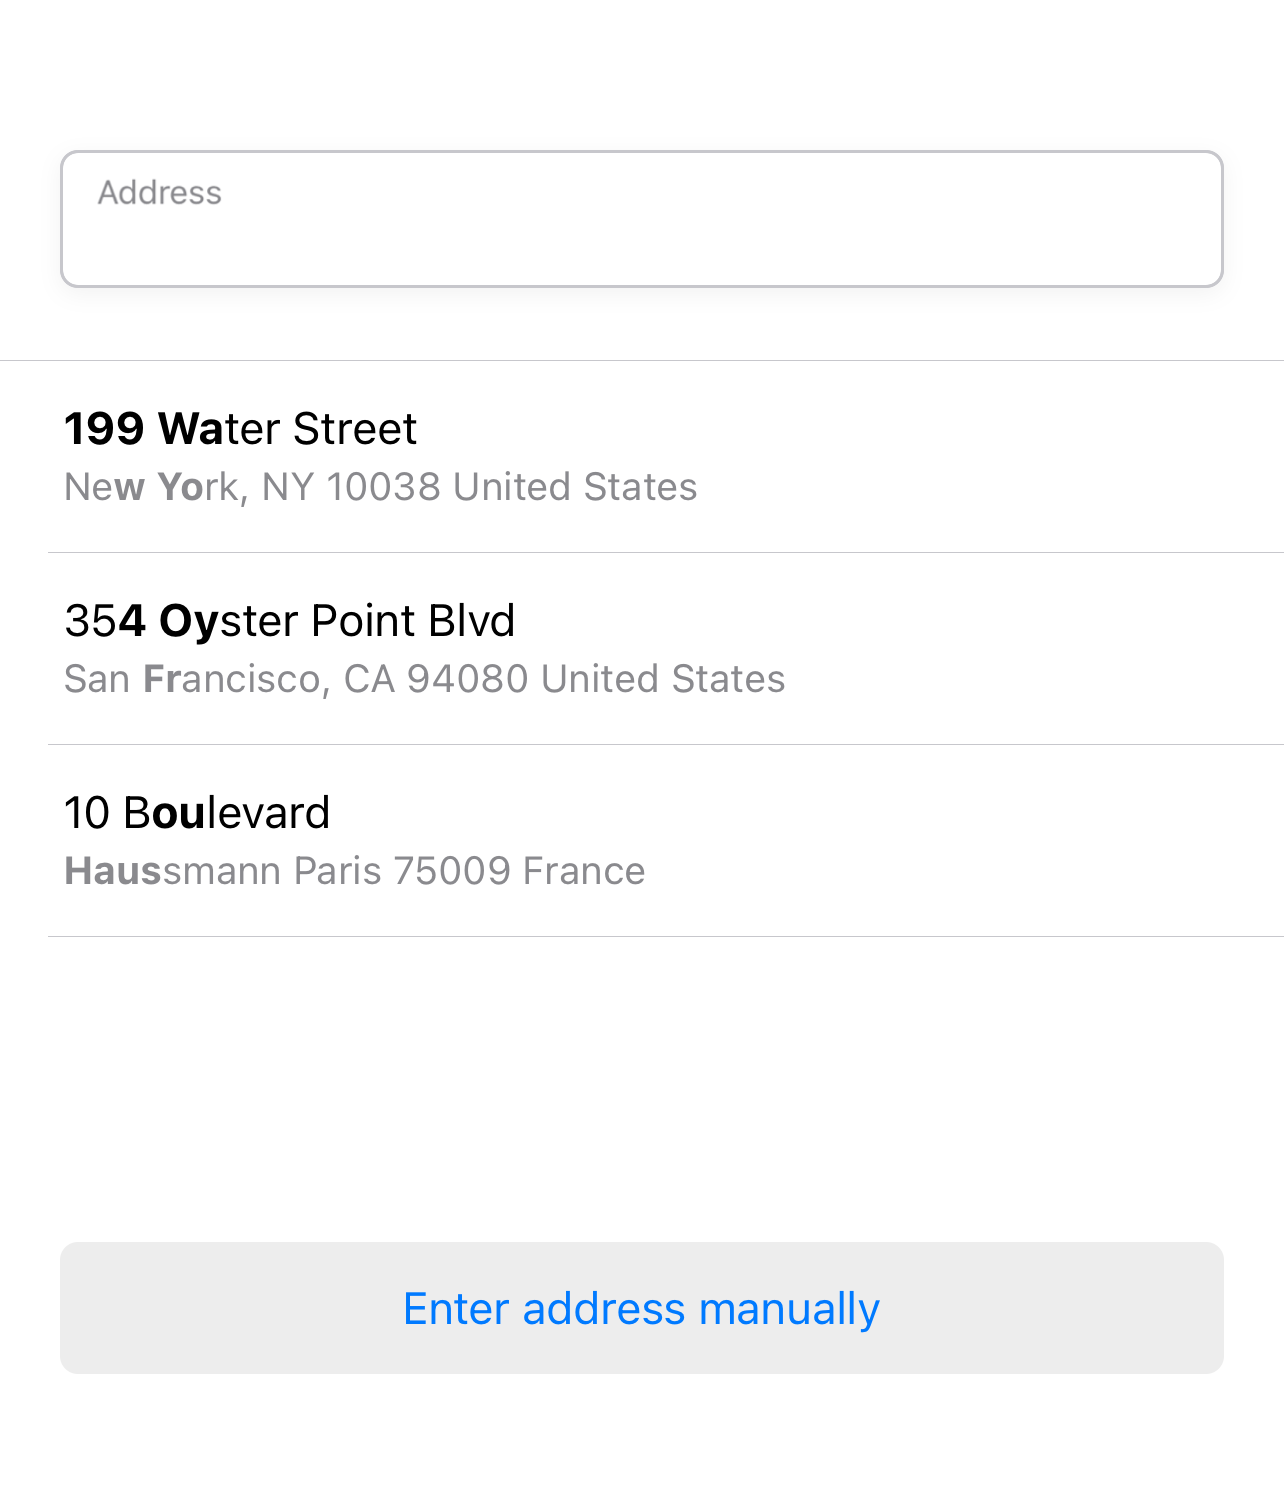 Address
199 Water Street
New York, NY 10038 United States
354 Oyster Point Blvd
San Francisco, CA 94080 United States
10 Boulevard
Haussmann Paris 75009 France
Enter address manually